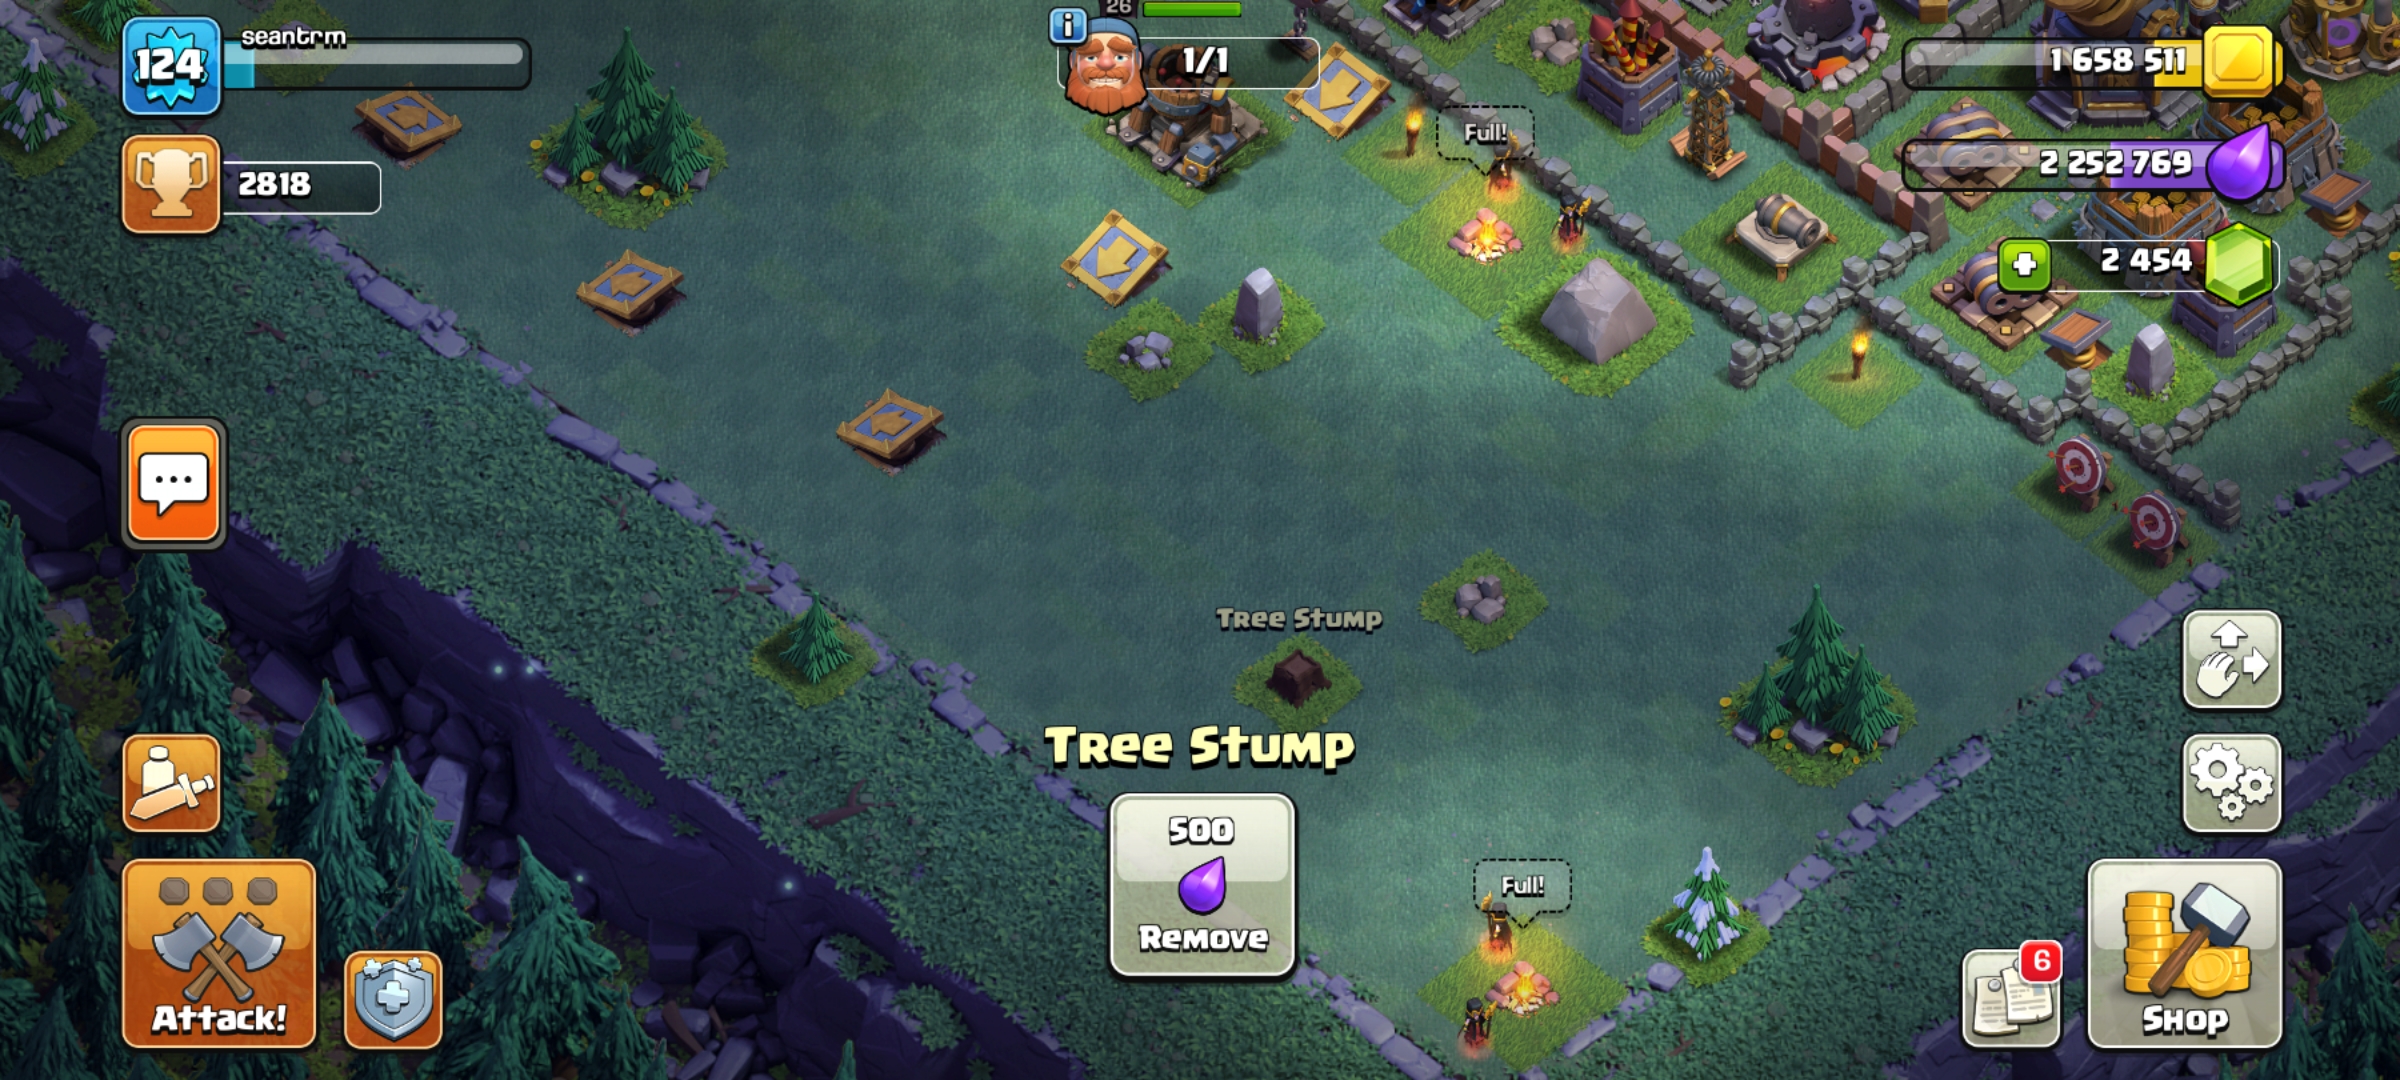 124
seantrm
26
1/1
1 658 511
Full!
2 252 769
2818
2 454
Tree Stump
Tree Stump
500
Remove
Full!
6
Attack!
Shop